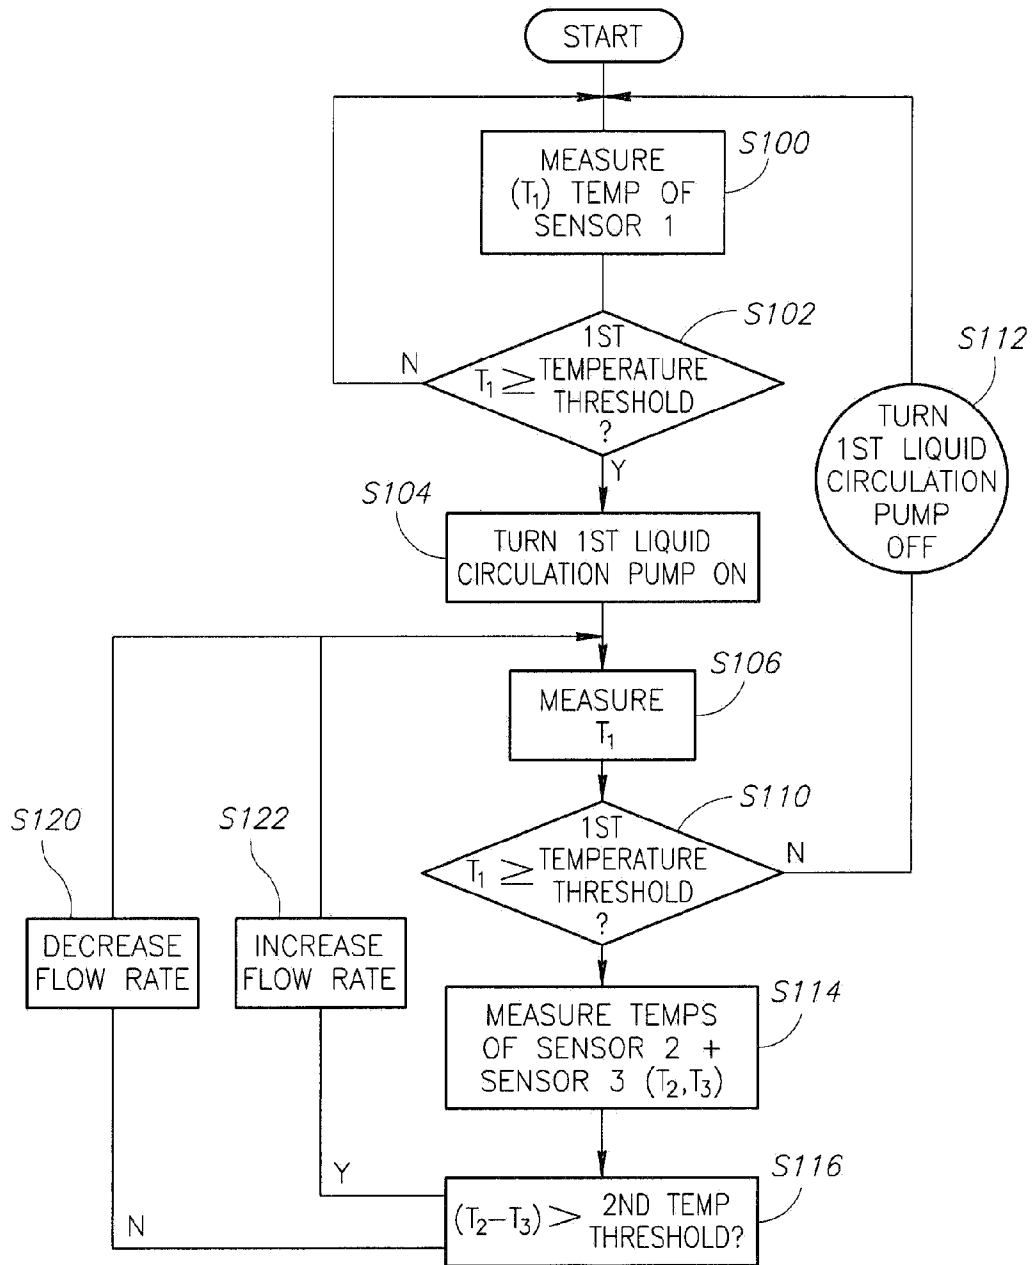 START
S100
MEASURE
(T₁) TEMP OF
SENSOR 1
S102
1ST
TEMPERATURE
T₁ ≥
THRESHOLD
?
N
Y
S112
TURN
1ST LIQUID
CIRCULATION
PUMP
OFF
S104
TURN 1ST LIQUID
CIRCULATION PUMP ON
S106
MEASURE
T₁
S110
1ST
TEMPERATURE
T₁ ≥
THRESHOLD
?
N
S120
DECREASE
FLOW RATE
S122
INCREASE
FLOW RATE
S114
MEASURE TEMPS
OF SENSOR 2 +
SENSOR 3 (T₂,T₃)
S116
(T₂–T₃) > 2ND TEMP
THRESHOLD?
Y
N